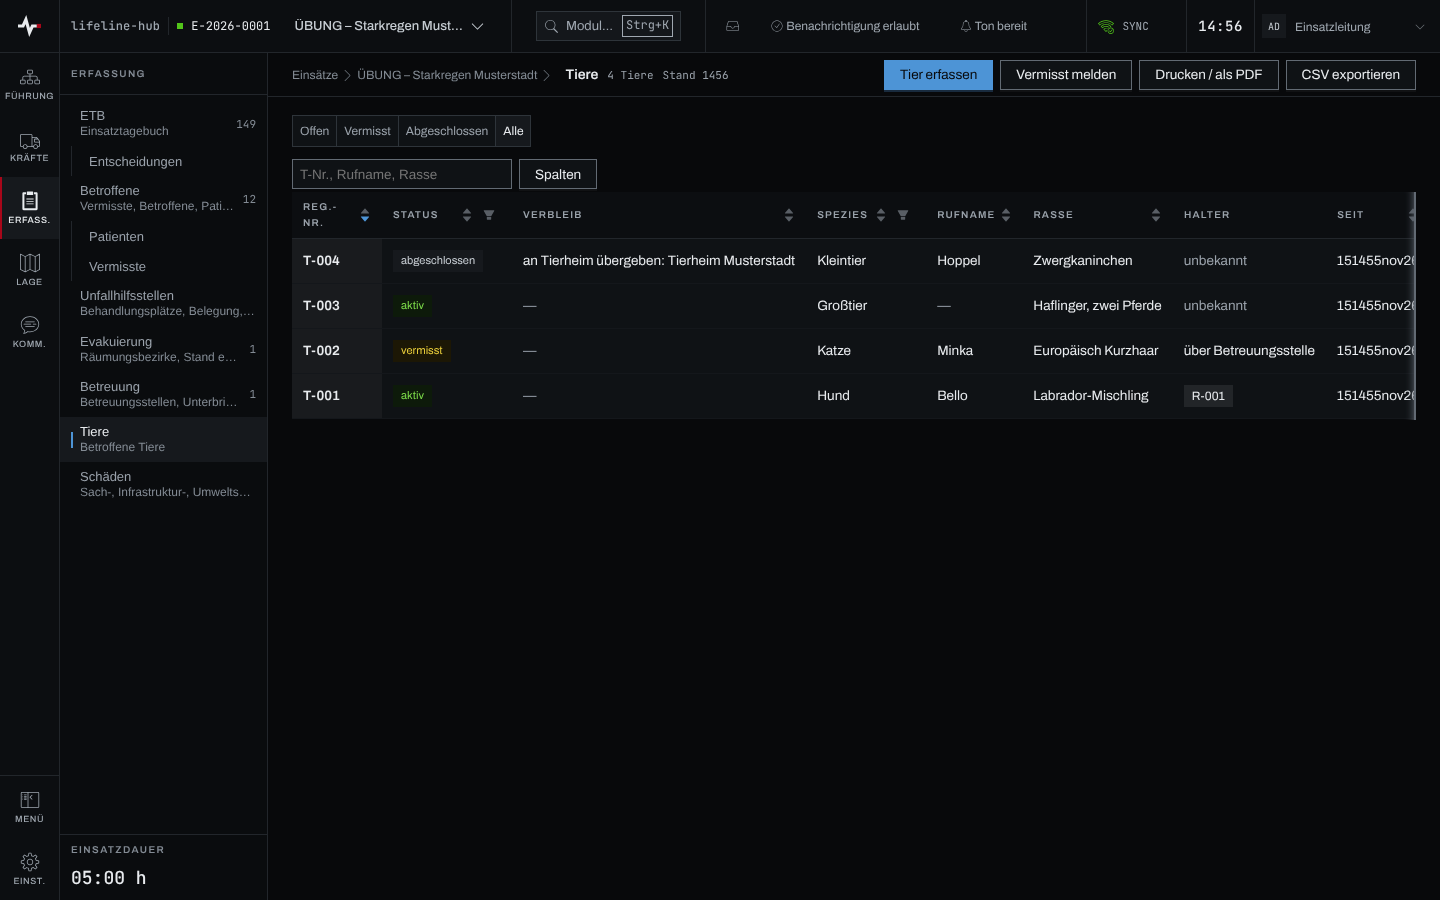 lifeline-hub
E-2026-0001
ÜBUNG – Starkregen Must...
Modul...
Strg+K
Benachrichtigung erlaubt
Ton bereit
SYNC
14:56
AD
Einsatzleitung
FÜHRUNG
KRÄFTE
ERFASS.
LAGE
KOMM.
MENÜ
EINST.
ERFASSUNG
ETB
Einsatztagebuch
149
Entscheidungen
Betroffene
Vermisste, Betroffene, Pati...
12
Patienten
Vermisste
Unfallhilfsstellen
Behandlungsplätze, Belegung,...
Evakuierung
Räumungsbezirke, Stand e...
1
Betreuung
Betreuungsstellen, Unterbri...
1
Tiere
Betroffene Tiere
Schäden
Sach-, Infrastruktur-, Umwelts...
EINSATZDAUER
05:00 h
Einsätze
ÜBUNG – Starkregen Musterstadt
Tiere
4 Tiere
Stand 1456
Tier erfassen
Vermisst melden
Drucken / als PDF
CSV exportieren
Offen
Vermisst
Abgeschlossen
Alle
T-Nr., Rufname, Rasse
Spalten
REG.-
NR.
STATUS
VERBLEIB
SPEZIES
RUFNAME
RASSE
HALTER
SEIT
T-004
abgeschlossen
an Tierheim übergeben: Tierheim Musterstadt
Kleintier
Hoppel
Zwergkaninchen
unbekannt
151455nov2
T-003
aktiv
—
Großtier
—
Haflinger, zwei Pferde
unbekannt
151455nov2
T-002
vermisst
—
Katze
Minka
Europäisch Kurzhaar
über Betreuungsstelle
151455nov2
T-001
aktiv
—
Hund
Bello
Labrador-Mischling
R-001
151455nov2